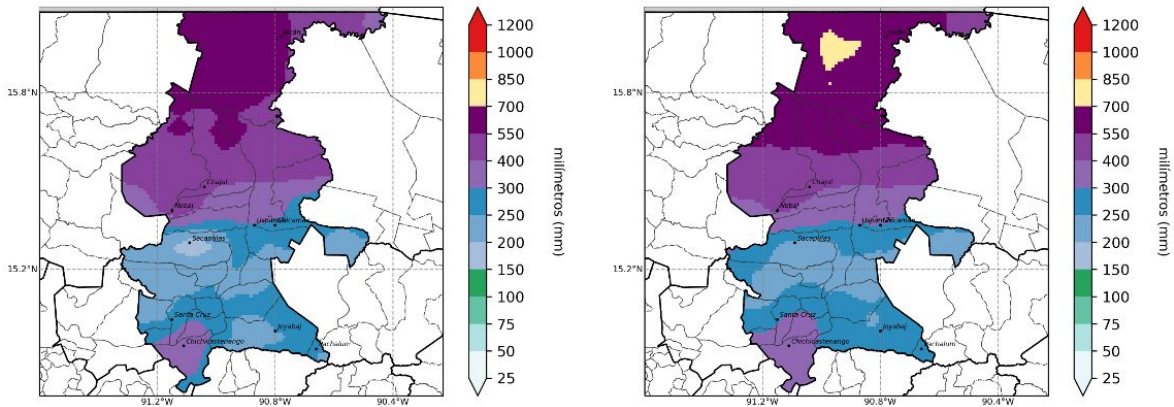 1200
1000
850
700
550
400
300
250
200
150
100
75
50
25
milímetros (mm)
15.8°N
15.2°N
91.2°W
90.8°W
90.4°W
Chajul
Nebaj
Sacapulas
Santa Cruz
Joyabaj
Chichicastenango
Pachalum
1200
1000
850
700
550
400
300
250
200
150
100
75
50
25
milímetros (mm)
15.8°N
15.2°N
91.2°W
90.8°W
90.4°W
Chajul
Nebaj
Sacapulas
Santa Cruz
Joyabaj
Chichicastenango
Pachalum